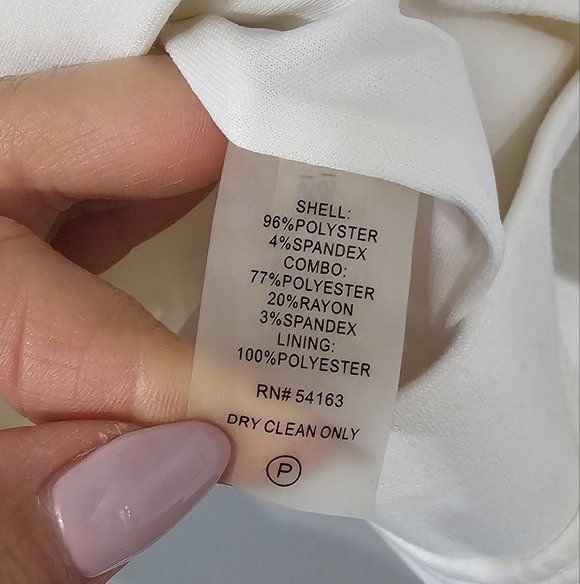 SHELL:
96%POLYSTER
4%SPANDEX
COMBO:
77%POLYESTER
20%RAYON
3%SPANDEX
LINING:
100%POLYESTER
RN# 54163
DRY CLEAN ONLY
P